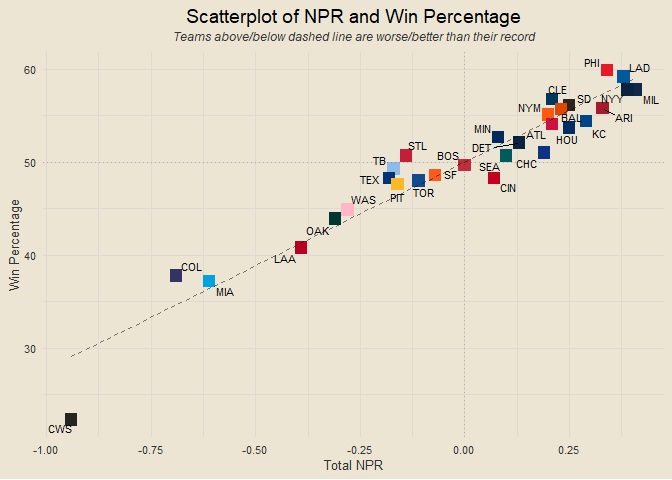 Scatterplot of NPR and Win Percentage
Teams above/below dashed line are worse/better than their record
Win Percentage
60
50
40
30
PHI
LAD
CLE
SD
NYY
MIL
NYM
BAL
ARI
MIN
ATL
HOU
KC
DET
STL
BOS
SEA
CHC
TB
TEX
SF
CIN
PIT
TOR
WAS
OAK
LAA
COL
MIA
CWS
-1.00
-0.75
-0.50
-0.25
0.00
0.25
Total NPR